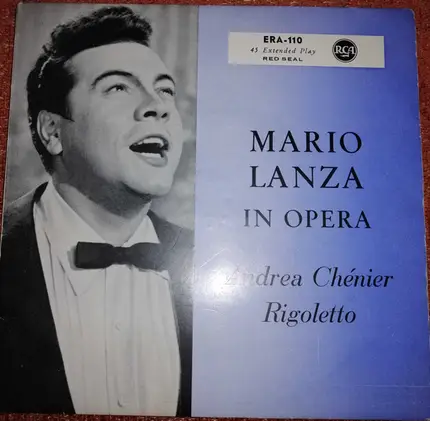 ERA-110
45 Extended Play
RED SEAL
RCA
MARIO
LANZA
IN OPERA
Andrea Chénier
Rigoletto